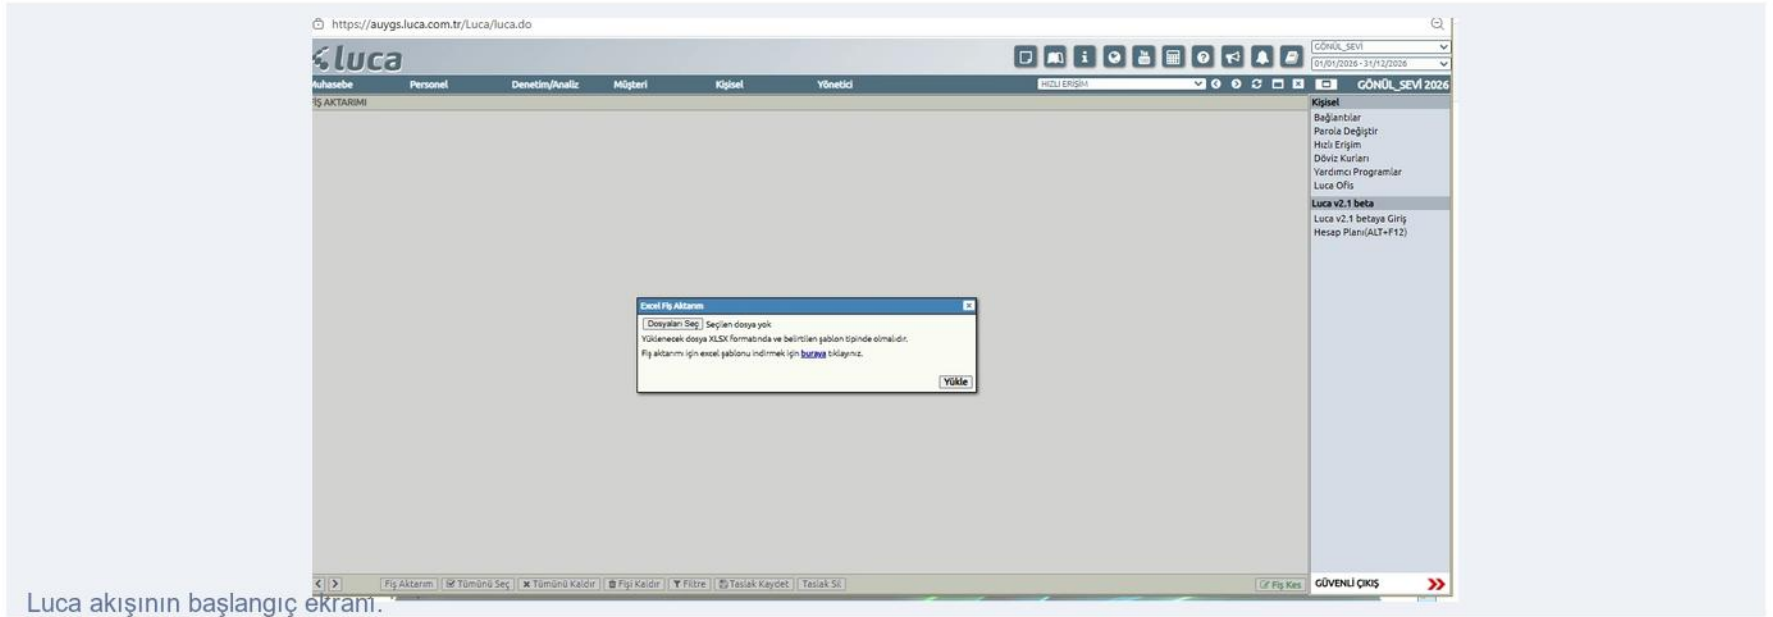 https://auygs.luca.com.tr/Luca/luca.do
luca
GÖNÜL_SEVİ
01/01/2026 - 31/12/2026
Muhasebe Personel Denetim/Analiz Müşteri Kişisel Yönetici HIZLI ERİŞİM GÖNÜL_SEVİ 2026
FİŞ AKTARIMI
Kişisel
Bağlantılar
Parola Değiştir
Hızlı Erişim
Döviz Kurları
Yardımcı Programlar
Luca Ofis
Luca v2.1 beta
Luca v2.1 betaya Giriş
Hesap Planı(ALT+F12)
Excel Fiş Aktarım
Dosyaları Seç Seçilen dosya yok
Yüklenecek dosya XLSX formatında ve belirtilen şablon tipinde olmalıdır.
Fiş aktarımı için excel şablonu indirmek için buraya tıklayınız.
Yükle
Fiş Aktarım Tümünü Seç Tümünü Kaldır Fişi Kaldır Filtre Taslak Kaydet Taslak Sil Fiş Kes GÜVENLİ ÇIKIŞ
Luca akışının başlangıç ekranı.